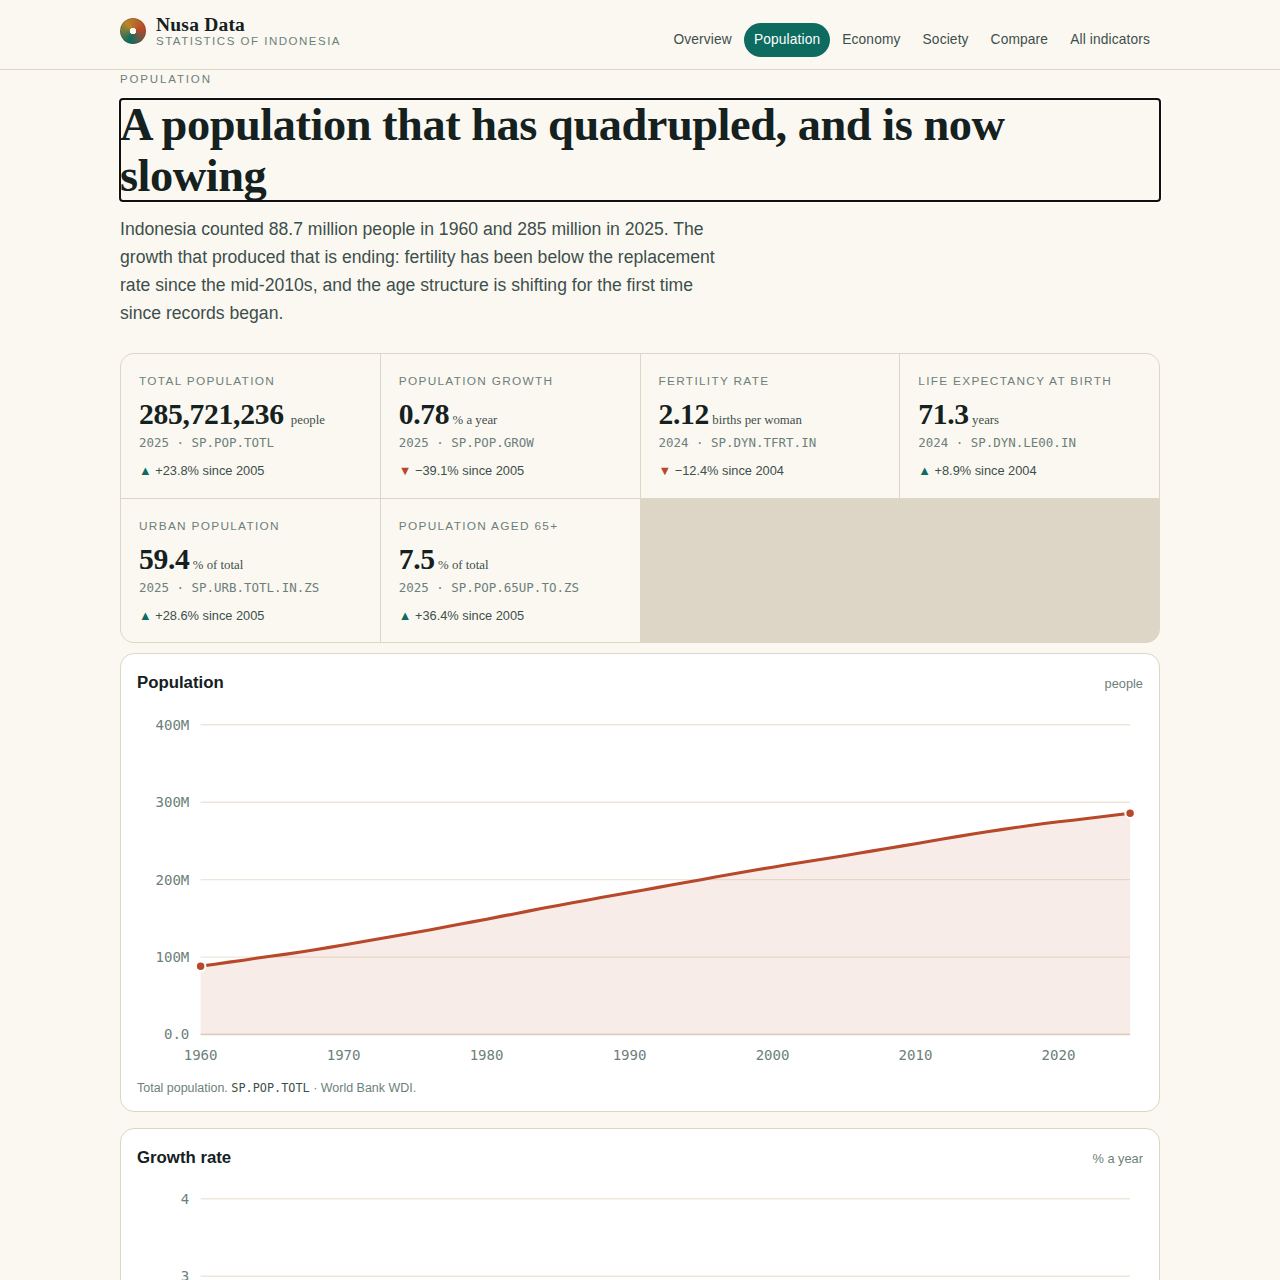 Nusa Data
STATISTICS OF INDONESIA
Overview Population Economy Society Compare All indicators
POPULATION
A population that has quadrupled, and is now
slowing
Indonesia counted 88.7 million people in 1960 and 285 million in 2025. The
growth that produced that is ending: fertility has been below the replacement
rate since the mid-2010s, and the age structure is shifting for the first time
since records began.
TOTAL POPULATION
285,721,236 people
2025 · SP.POP.TOTL
▲ +23.8% since 2005
POPULATION GROWTH
0.78 % a year
2025 · SP.POP.GROW
▼ −39.1% since 2005
FERTILITY RATE
2.12 births per woman
2024 · SP.DYN.TFRT.IN
▼ −12.4% since 2004
LIFE EXPECTANCY AT BIRTH
71.3 years
2024 · SP.DYN.LE00.IN
▲ +8.9% since 2004
URBAN POPULATION
59.4 % of total
2025 · SP.URB.TOTL.IN.ZS
▲ +28.6% since 2005
POPULATION AGED 65+
7.5 % of total
2025 · SP.POP.65UP.TO.ZS
▲ +36.4% since 2005
Population people
400M
300M
200M
100M
0.0
1960 1970 1980 1990 2000 2010 2020
Total population. SP.POP.TOTL · World Bank WDI.
Growth rate % a year
4
3